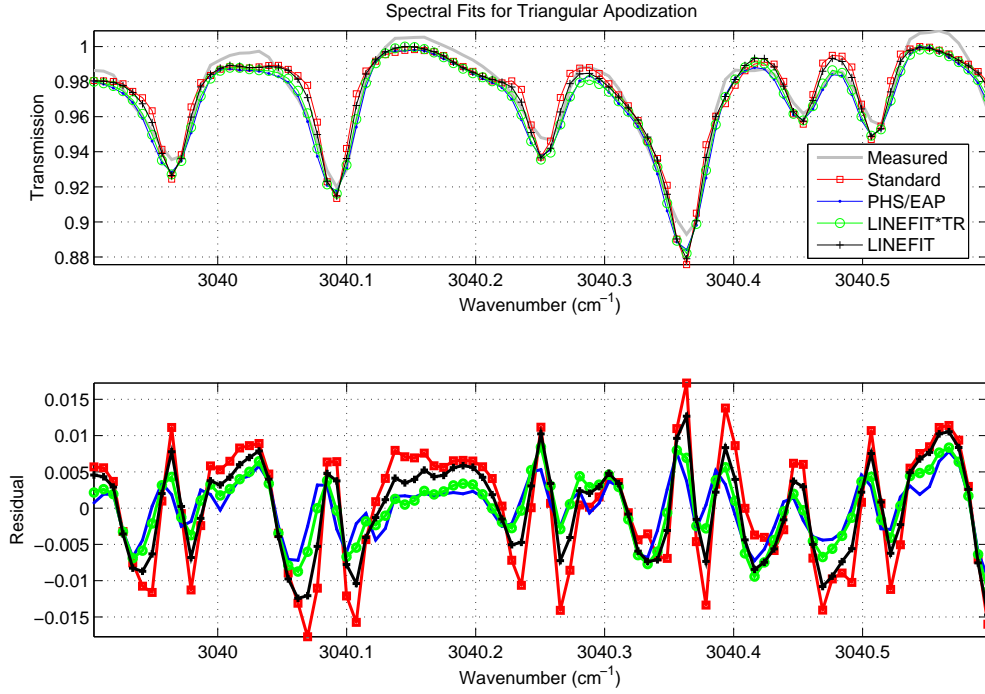 Spectral Fits for Triangular Apodization
Transmission
1
0.98
0.96
0.94
0.92
0.9
0.88
Measured
Standard
PHS/EAP
LINEFIT*TR
LINEFIT
3040
3040.1
3040.2
3040.3
3040.4
3040.5
Wavenumber (cm⁻¹)
Residual
0.015
0.01
0.005
0
−0.005
−0.01
−0.015
3040
3040.1
3040.2
3040.3
3040.4
3040.5
Wavenumber (cm⁻¹)